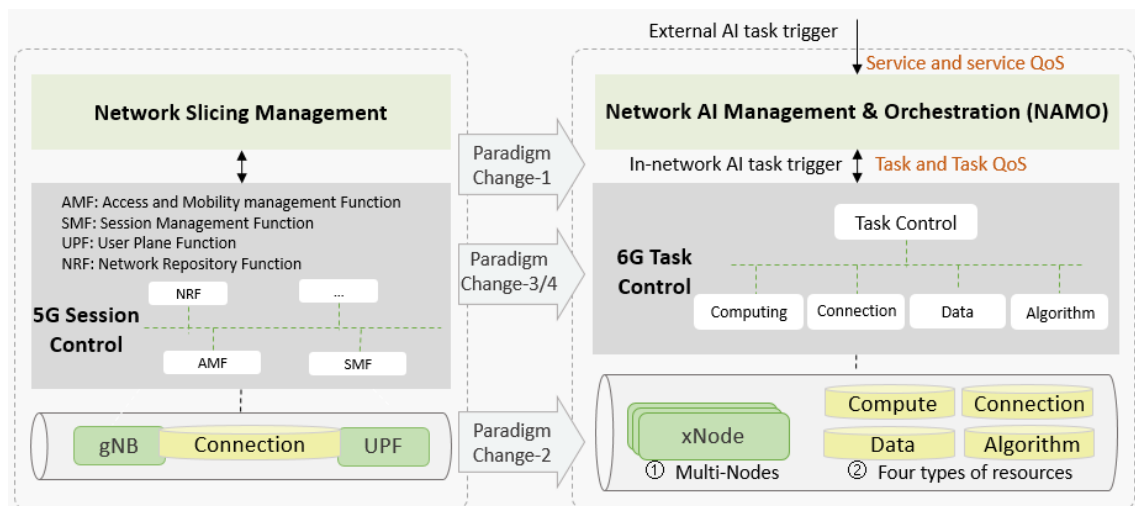 External AI task trigger
Service and service QoS
Network Slicing Management
Network AI Management & Orchestration (NAMO)
Paradigm
Change-1
In-network AI task trigger
Task and Task QoS
AMF: Access and Mobility management Function
SMF: Session Management Function
UPF: User Plane Function
NRF: Network Repository Function
NRF
...
5G Session
Control
AMF
SMF
Paradigm
Change-3/4
Task Control
6G Task
Control
Computing
Connection
Data
Algorithm
gNB
Connection
UPF
Paradigm
Change-2
xNode
① Multi-Nodes
Compute
Connection
Data
Algorithm
② Four types of resources